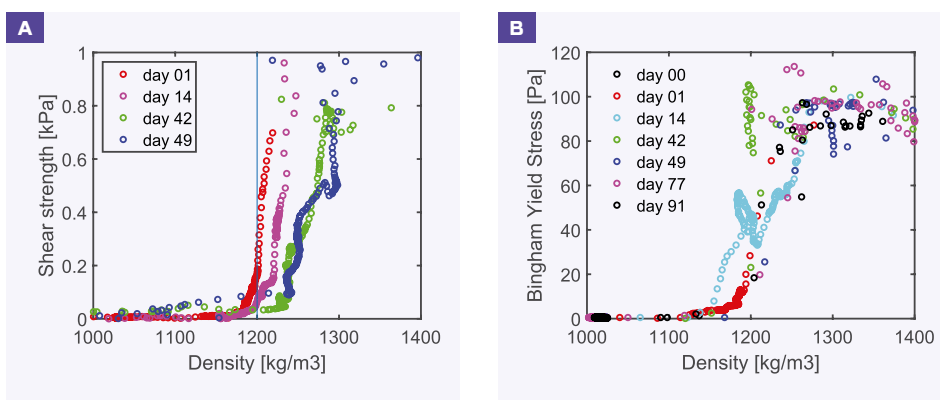 A
Shear strength [kPa]
1
0.8
0.6
0.4
0.2
0
day 01
day 14
day 42
day 49
1000 1100 1200 1300 1400
Density [kg/m3]
B
Bingham Yield Stress [Pa]
120
100
80
60
40
20
0
day 00
day 01
day 14
day 42
day 49
day 77
day 91
1000 1100 1200 1300 1400
Density [kg/m3]